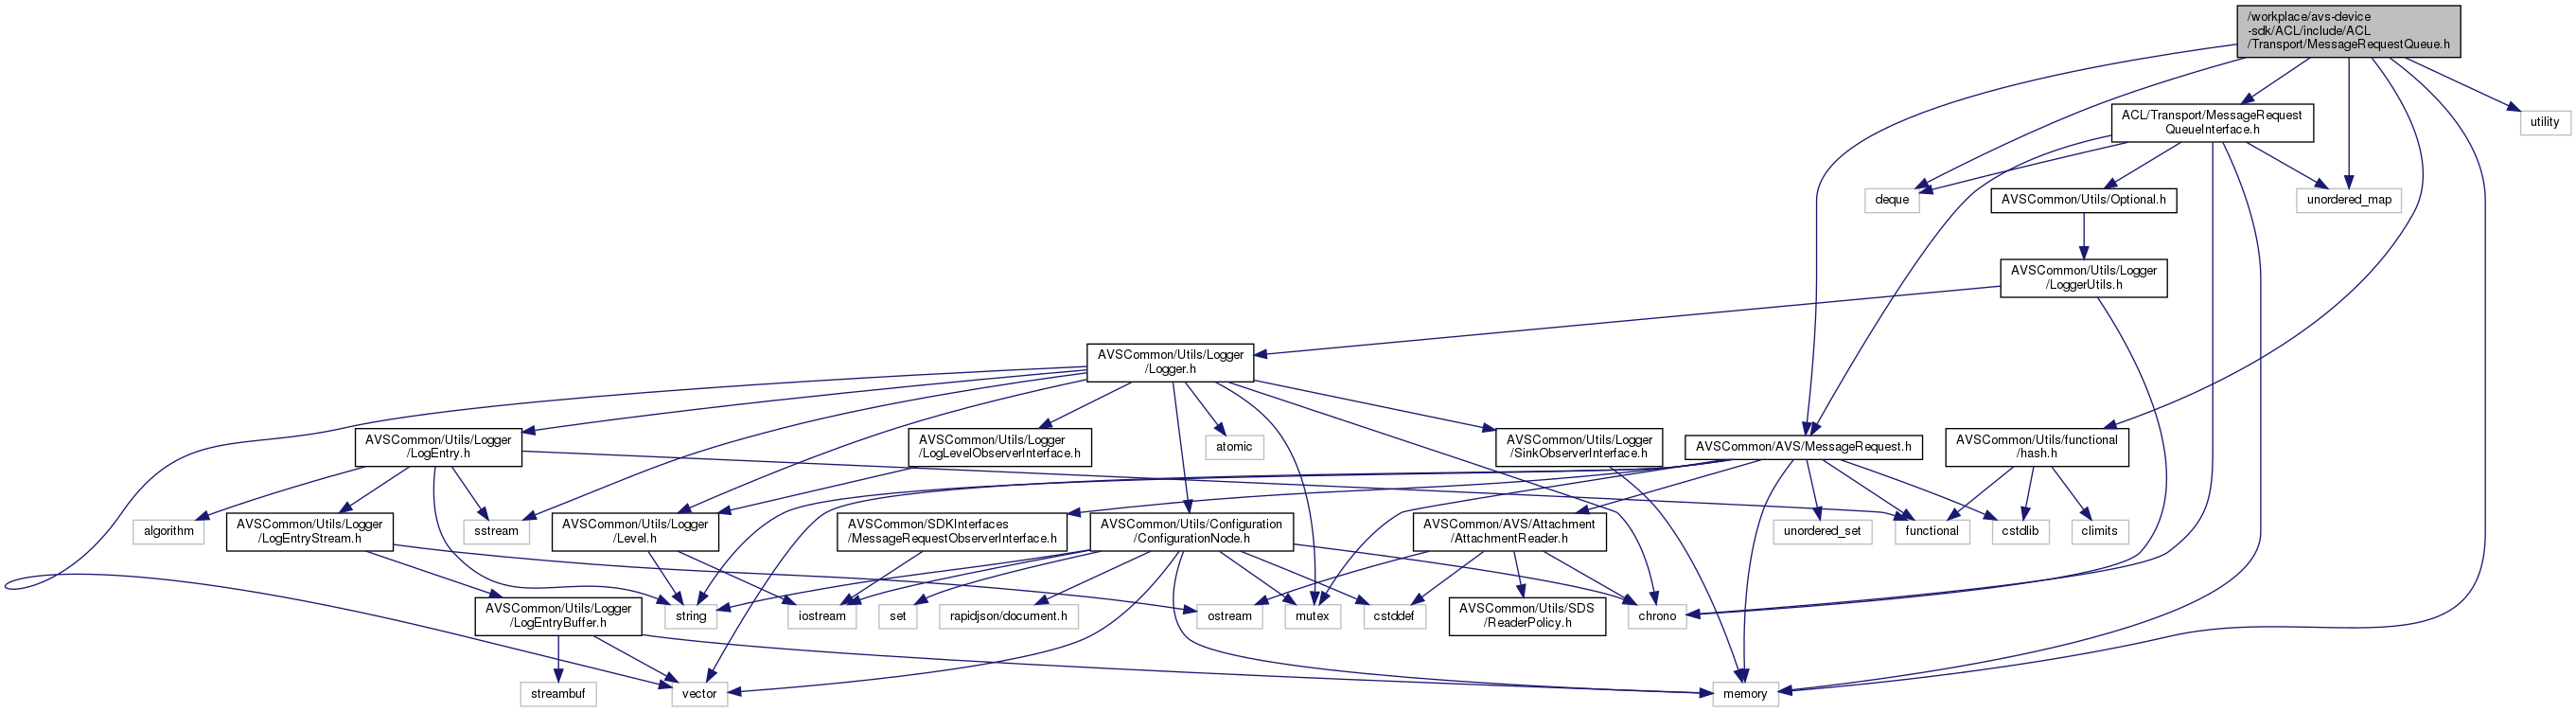 /workplace/avs-device
-sdk/ACL/include/ACL
/Transport/MessageRequestQueue.h
ACL/Transport/MessageRequest
QueueInterface.h
utility
deque
AVSCommon/Utils/Optional.h
unordered_map
AVSCommon/Utils/Logger
/LoggerUtils.h
AVSCommon/Utils/Logger
/Logger.h
AVSCommon/Utils/Logger
/LogEntry.h
AVSCommon/Utils/Logger
/LogLevelObserverInterface.h
atomic
AVSCommon/Utils/Logger
/SinkObserverInterface.h
AVSCommon/AVS/MessageRequest.h
AVSCommon/Utils/functional
/hash.h
algorithm
AVSCommon/Utils/Logger
/LogEntryStream.h
sstream
AVSCommon/Utils/Logger
/Level.h
AVSCommon/SDKInterfaces
/MessageRequestObserverInterface.h
AVSCommon/Utils/Configuration
/ConfigurationNode.h
AVSCommon/AVS/Attachment
/AttachmentReader.h
unordered_set
functional
cstdlib
climits
AVSCommon/Utils/Logger
/LogEntryBuffer.h
string
iostream
set
rapidjson/document.h
ostream
mutex
cstddef
AVSCommon/Utils/SDS
/ReaderPolicy.h
chrono
streambuf
vector
memory